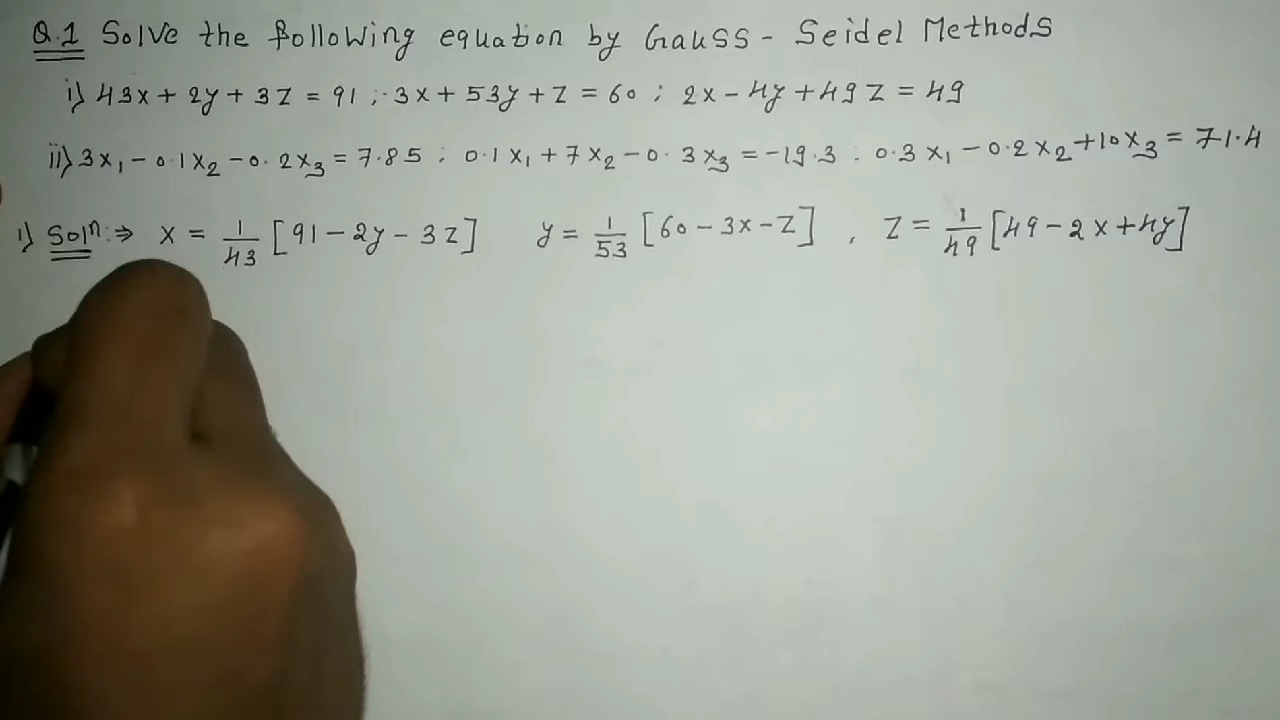 Q.1 Solve the following equation by Gauss - Seidel Methods
i) 43x + 2y + 3z = 91 ; 3x + 53y + z = 60 ; 2x - 4y + 49z = 49
ii) 3x₁ - 0.1x₂ - 0.2x₃ = 7.85 ; 0.1x₁ + 7x₂ - 0.3x₃ = -19.3 : 0.3x₁ - 0.2x₂ + 10x₃ = 71.4
i) Solⁿ :⇒ x = 1/43 [91 - 2y - 3z] y = 1/53 [60 - 3x - z] , z = 1/49 [49 - 2x + 4y]